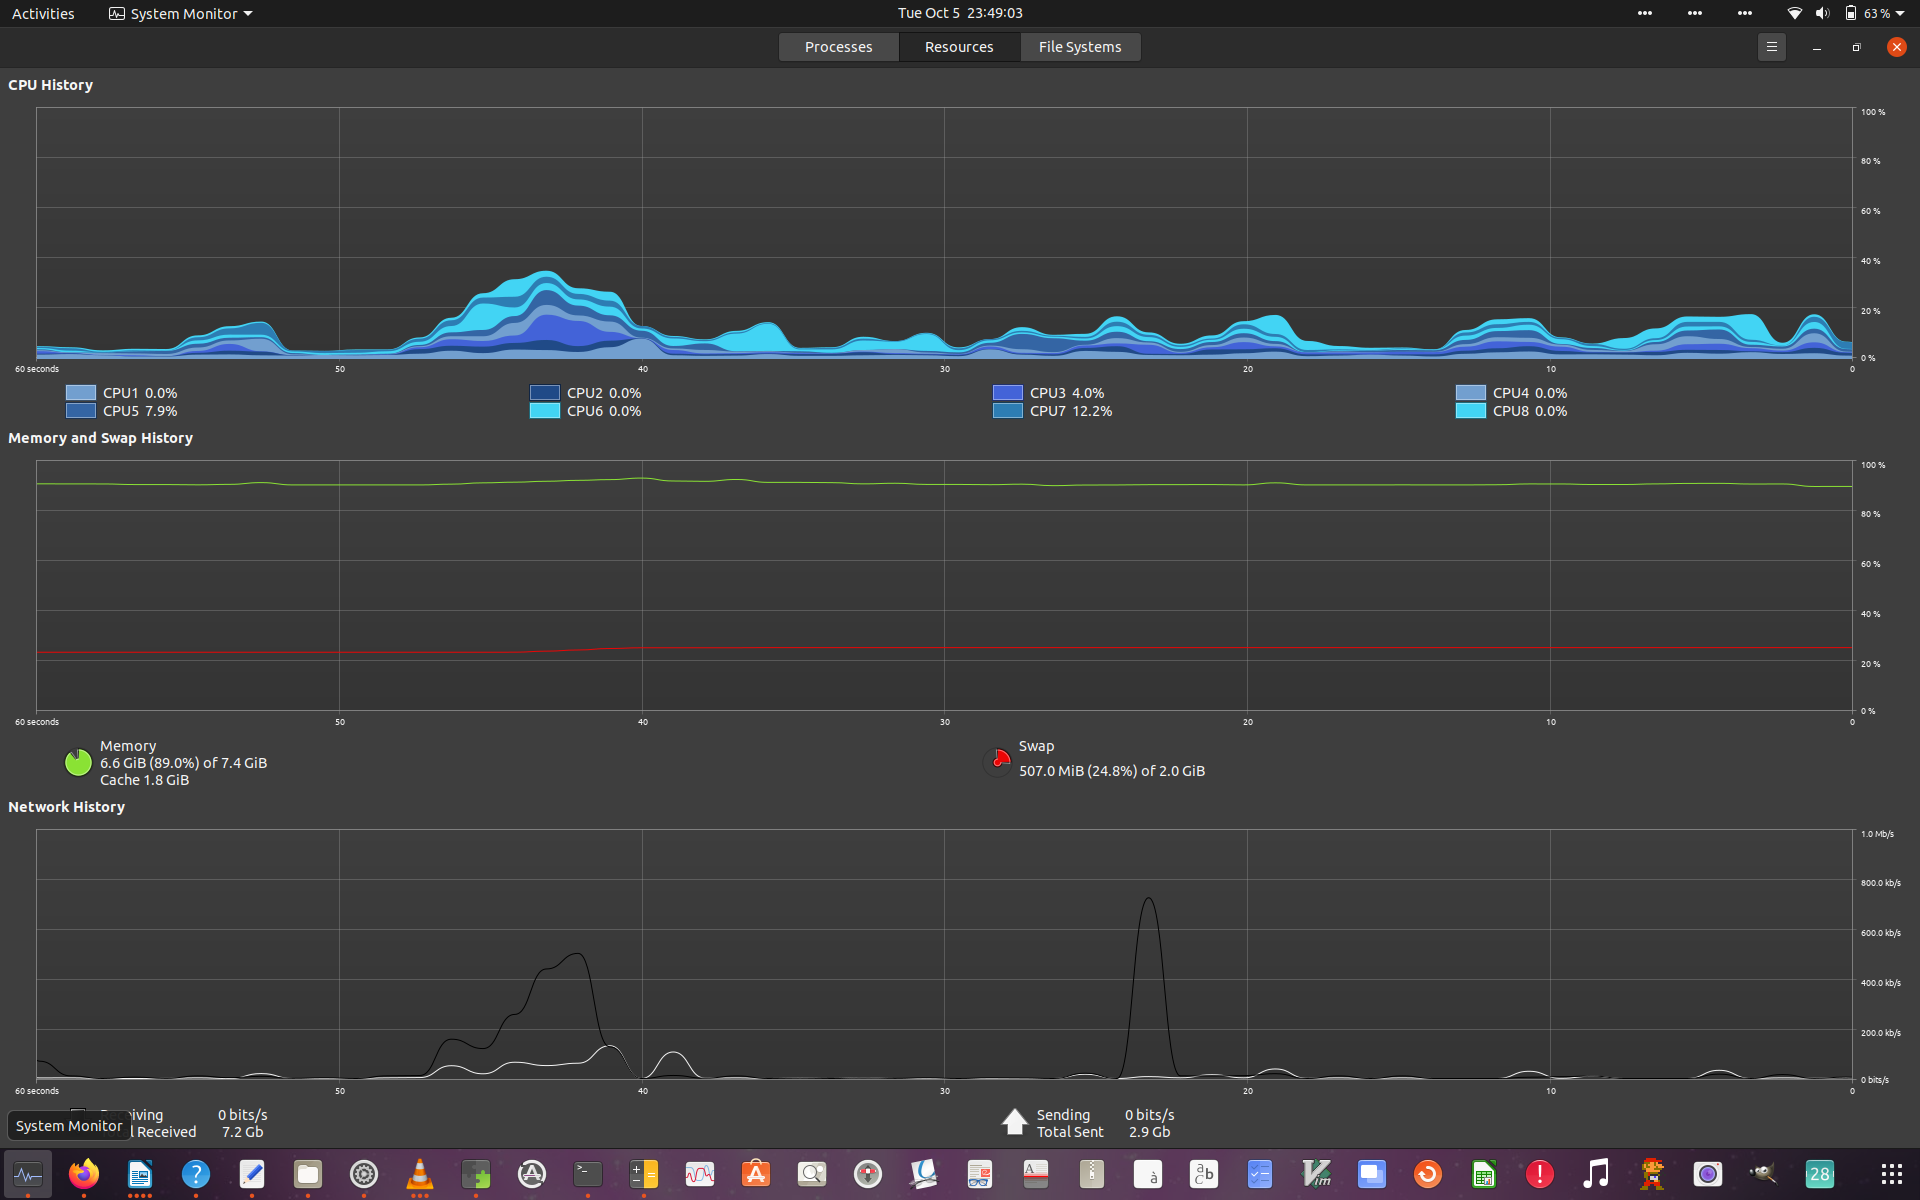 Activities
System Monitor
Tue Oct 5 23:49:03
63 %
Processes
Resources
File Systems
CPU History
100 %
80 %
60 %
40 %
20 %
0 %
60 seconds 50 40 30 20 10 0
CPU1 0.0%
CPU2 0.0%
CPU3 4.0%
CPU4 0.0%
CPU5 7.9%
CPU6 0.0%
CPU7 12.2%
CPU8 0.0%
Memory and Swap History
100 %
80 %
60 %
40 %
20 %
0 %
60 seconds 50 40 30 20 10 0
Memory
6.6 GiB (89.0%) of 7.4 GiB
Cache 1.8 GiB
Swap
507.0 MiB (24.8%) of 2.0 GiB
Network History
1.0 Mb/s
800.0 kb/s
600.0 kb/s
400.0 kb/s
200.0 kb/s
0 bits/s
60 seconds 50 40 30 20 10 0
iving 0 bits/s
Received 7.2 Gb
Sending 0 bits/s
Total Sent 2.9 Gb
System Monitor
28